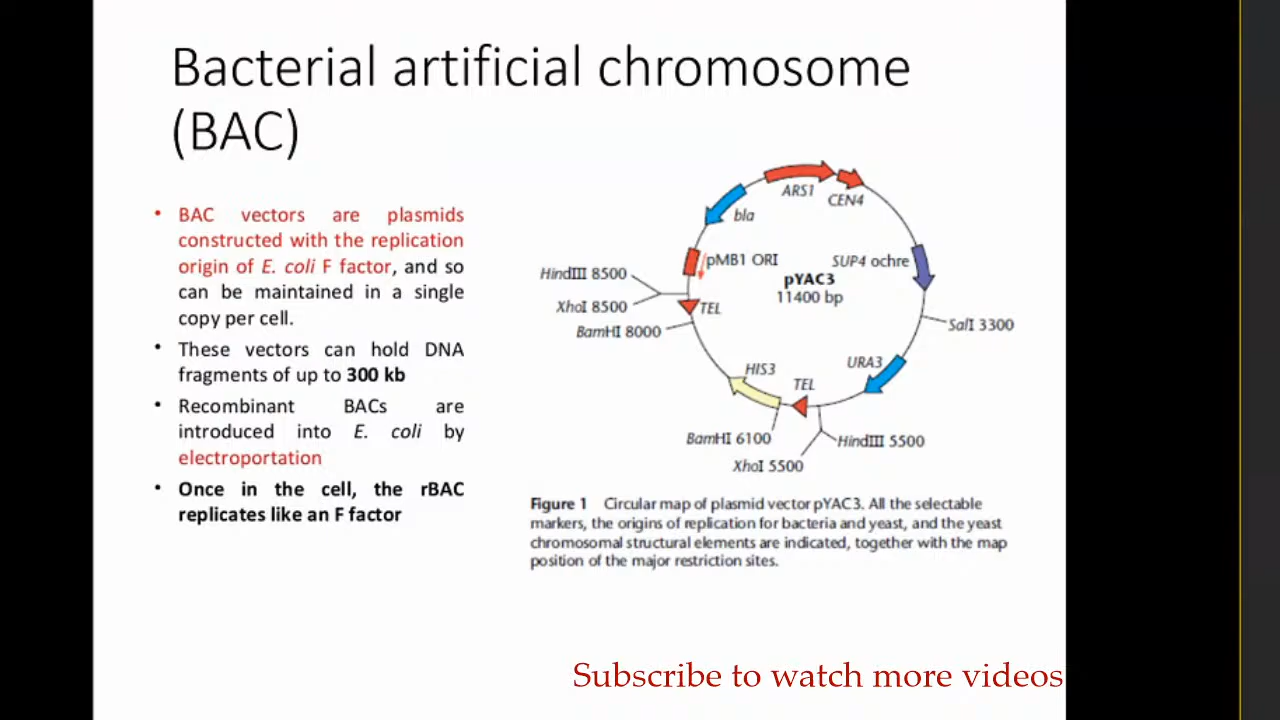 Bacterial artificial chromosome
(BAC)
• BAC vectors are plasmids
constructed with the replication
origin of E. coli F factor, and so
can be maintained in a single
copy per cell.
• These vectors can hold DNA
fragments of up to 300 kb
• Recombinant BACs are
introduced into E. coli by
electroportation
• Once in the cell, the rBAC
replicates like an F factor
ARS1
CEN4
bla
pMB1 ORI
SUP4 ochre
HindIII 8500
pYAC3
11400 bp
XhoI 8500
TEL
BamHI 8000
SalI 3300
HIS3
URA3
TEL
BamHI 6100
HindIII 5500
XhoI 5500
Figure 1 Circular map of plasmid vector pYAC3. All the selectable
markers, the origins of replication for bacteria and yeast, and the yeast
chromosomal structural elements are indicated, together with the map
position of the major restriction sites.
Subscribe to watch more videos